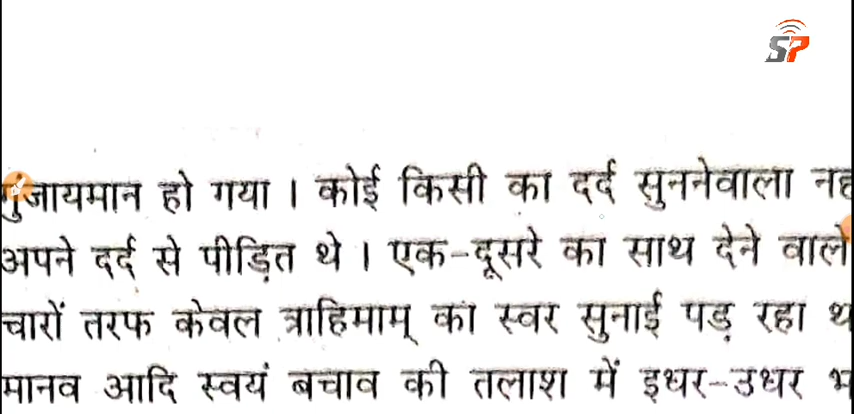 SP
गुंजायमान हो गया । कोई किसी का दर्द सुननेवाला नह
अपने दर्द से पीड़ित थे । एक-दूसरे का साथ देने वाले
चारों तरफ केवल त्राहिमाम् का स्वर सुनाई पड़ रहा थ
मानव आदि स्वयं बचाव की तलाश में इधर-उधर भ